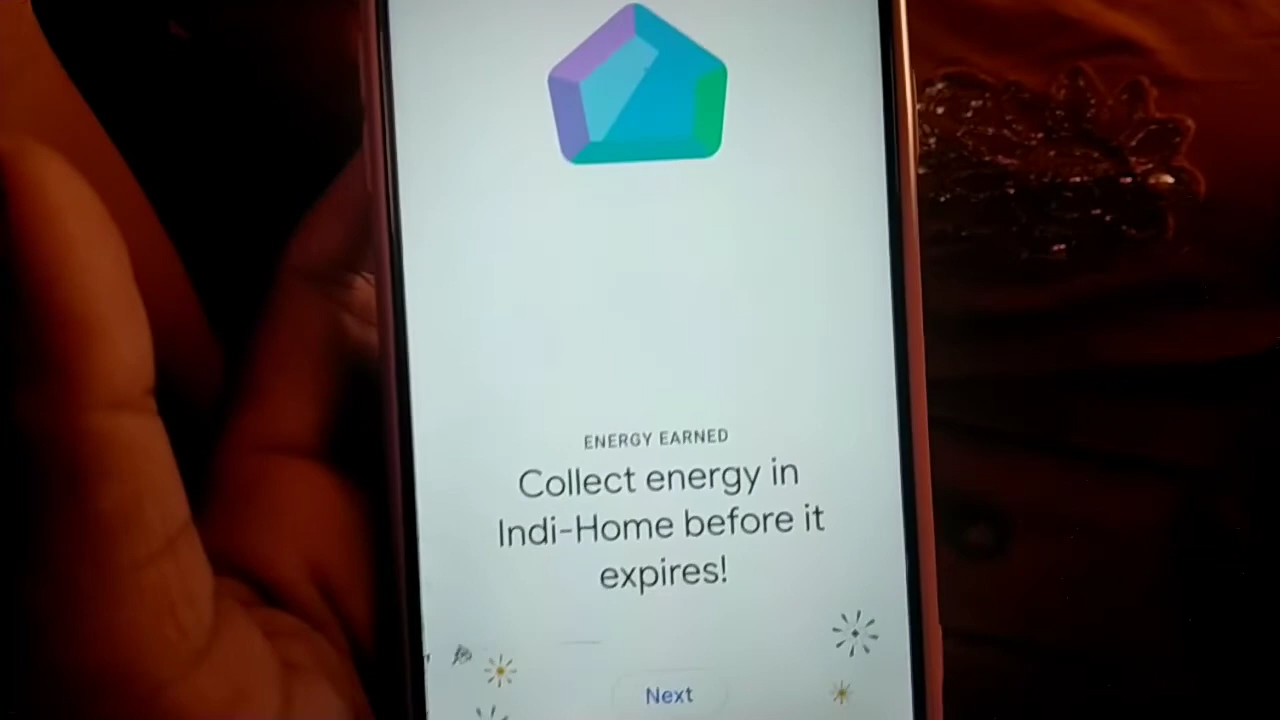 ENERGY EARNED
Collect energy in
Indi-Home before it
expires!
Next